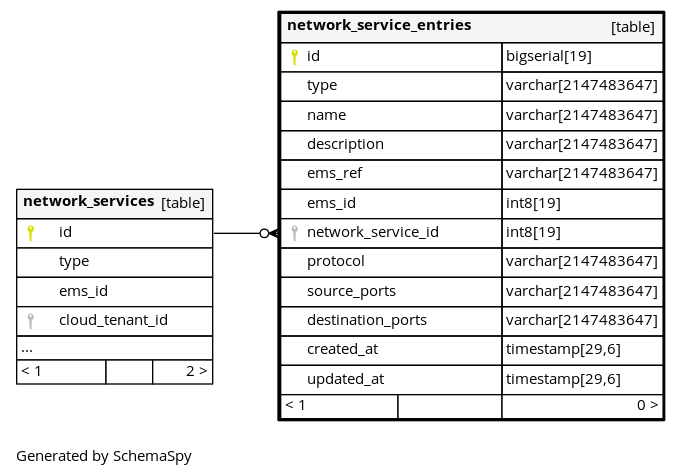 network_service_entries [table]
id bigserial[19]
type varchar[2147483647]
name varchar[2147483647]
description varchar[2147483647]
ems_ref varchar[2147483647]
ems_id int8[19]
network_service_id int8[19]
protocol varchar[2147483647]
source_ports varchar[2147483647]
destination_ports varchar[2147483647]
created_at timestamp[29,6]
updated_at timestamp[29,6]
< 1 0 >
network_services [table]
id
type
ems_id
cloud_tenant_id
...
< 1 2 >
Generated by SchemaSpy